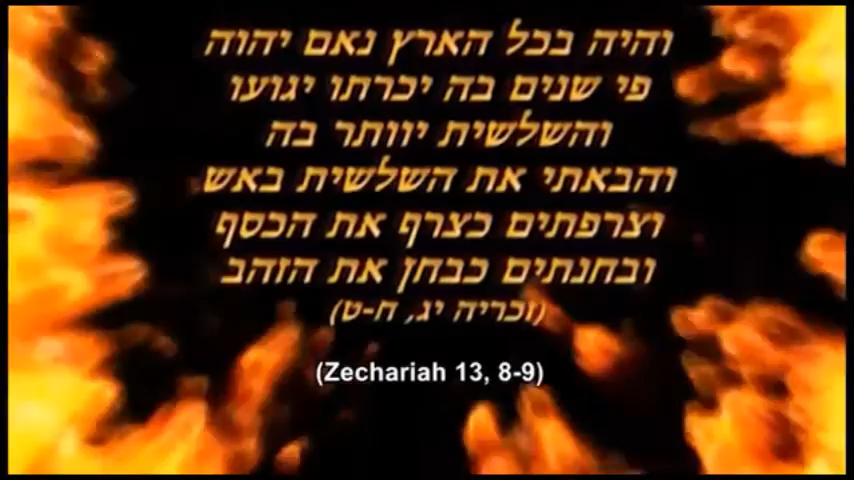 והיה בכל הארץ נאם יהוה
פי שנים בה יכרתו יגועו
והשלשית יוותר בה
והבאתי את השלשית באש
וצרפתים כצרף את הכסף
ובחנתים כבחן את הזהב
(זכריה יג, ח-ט)
(Zechariah 13, 8-9)